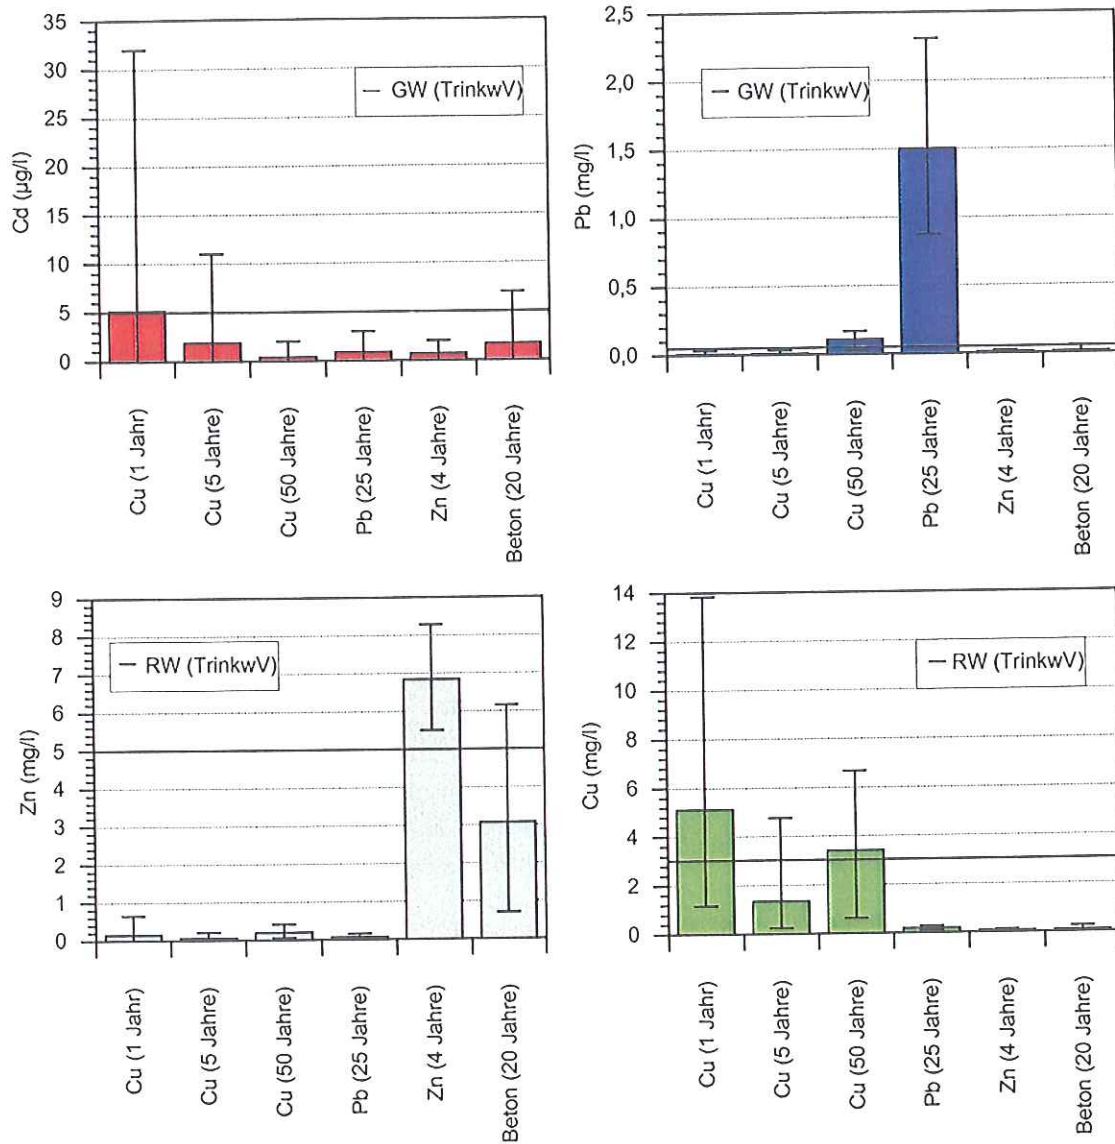 Cd (µg/l)
35
30
25
20
15
10
5
0
GW (TrinkwV)
Cu (1 Jahr)
Cu (5 Jahre)
Cu (50 Jahre)
Pb (25 Jahre)
Zn (4 Jahre)
Beton (20 Jahre)
Pb (mg/l)
2,5
2,0
1,5
1,0
0,5
0,0
GW (TrinkwV)
Cu (1 Jahr)
Cu (5 Jahre)
Cu (50 Jahre)
Pb (25 Jahre)
Zn (4 Jahre)
Beton (20 Jahre)
Zn (mg/l)
9
8
7
6
5
4
3
2
1
0
RW (TrinkwV)
Cu (1 Jahr)
Cu (5 Jahre)
Cu (50 Jahre)
Pb (25 Jahre)
Zn (4 Jahre)
Beton (20 Jahre)
Cu (mg/l)
14
12
10
8
6
4
2
0
RW (TrinkwV)
Cu (1 Jahr)
Cu (5 Jahre)
Cu (50 Jahre)
Pb (25 Jahre)
Zn (4 Jahre)
Beton (20 Jahre)